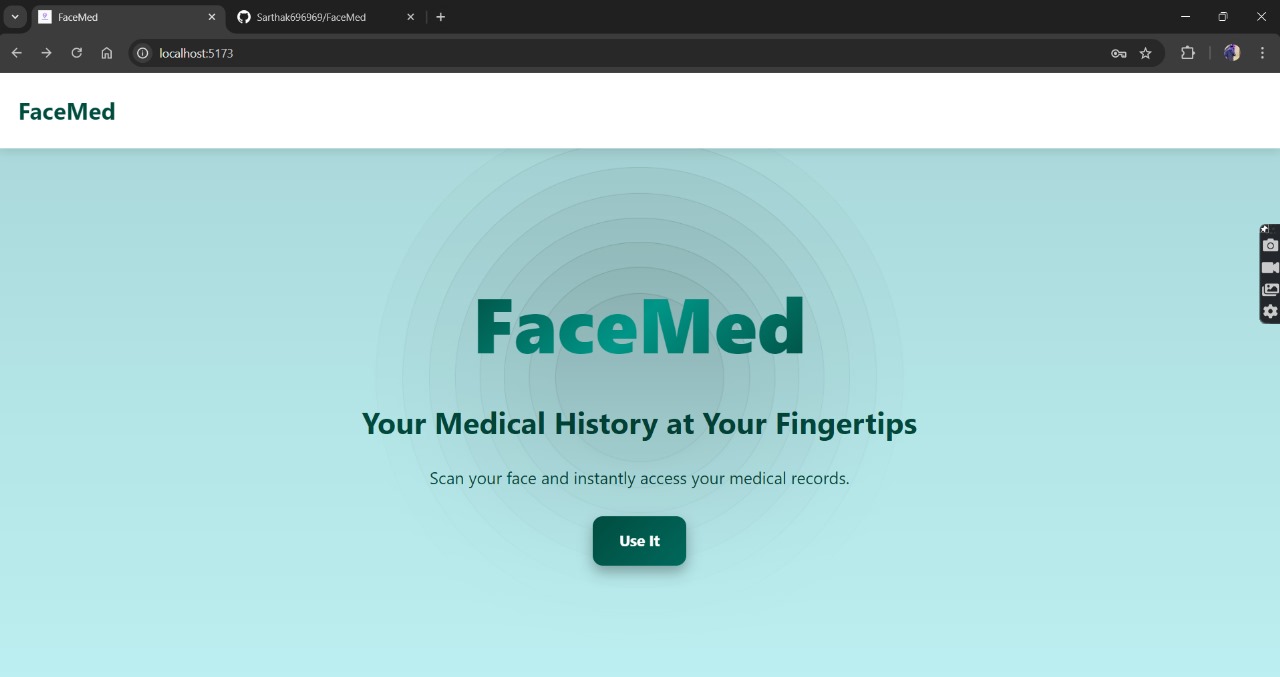 FaceMed
Sarthak696969/FaceMed
localhost:5173
FaceMed
FaceMed
Your Medical History at Your Fingertips
Scan your face and instantly access your medical records.
Use It